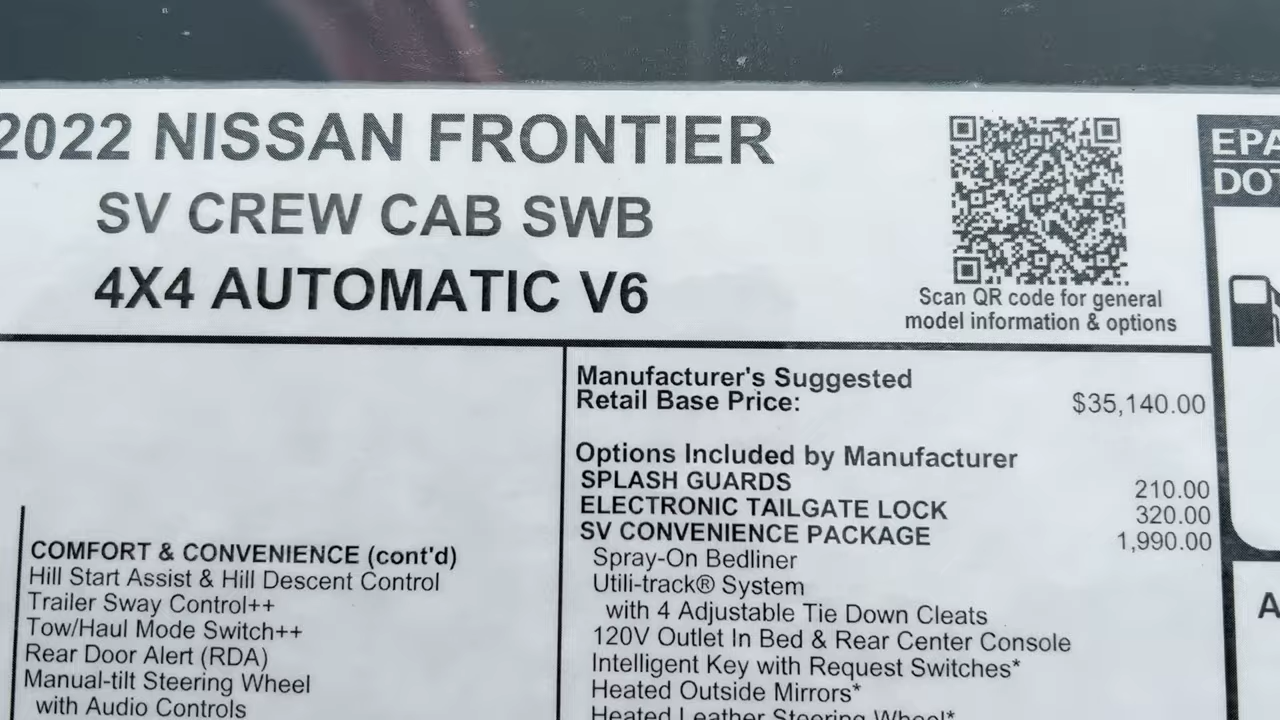 2022 NISSAN FRONTIER
SV CREW CAB SWB
4X4 AUTOMATIC V6
Scan QR code for general
model information & options
EPA
DOT
Manufacturer's Suggested
Retail Base Price: $35,140.00
Options Included by Manufacturer
SPLASH GUARDS 210.00
ELECTRONIC TAILGATE LOCK 320.00
SV CONVENIENCE PACKAGE 1,990.00
Spray-On Bedliner
Utili-track® System
with 4 Adjustable Tie Down Cleats
120V Outlet In Bed & Rear Center Console
Intelligent Key with Request Switches*
Heated Outside Mirrors*
Heated Leather Steering Wheel*
COMFORT & CONVENIENCE (cont'd)
Hill Start Assist & Hill Descent Control
Trailer Sway Control++
Tow/Haul Mode Switch++
Rear Door Alert (RDA)
Manual-tilt Steering Wheel
with Audio Controls